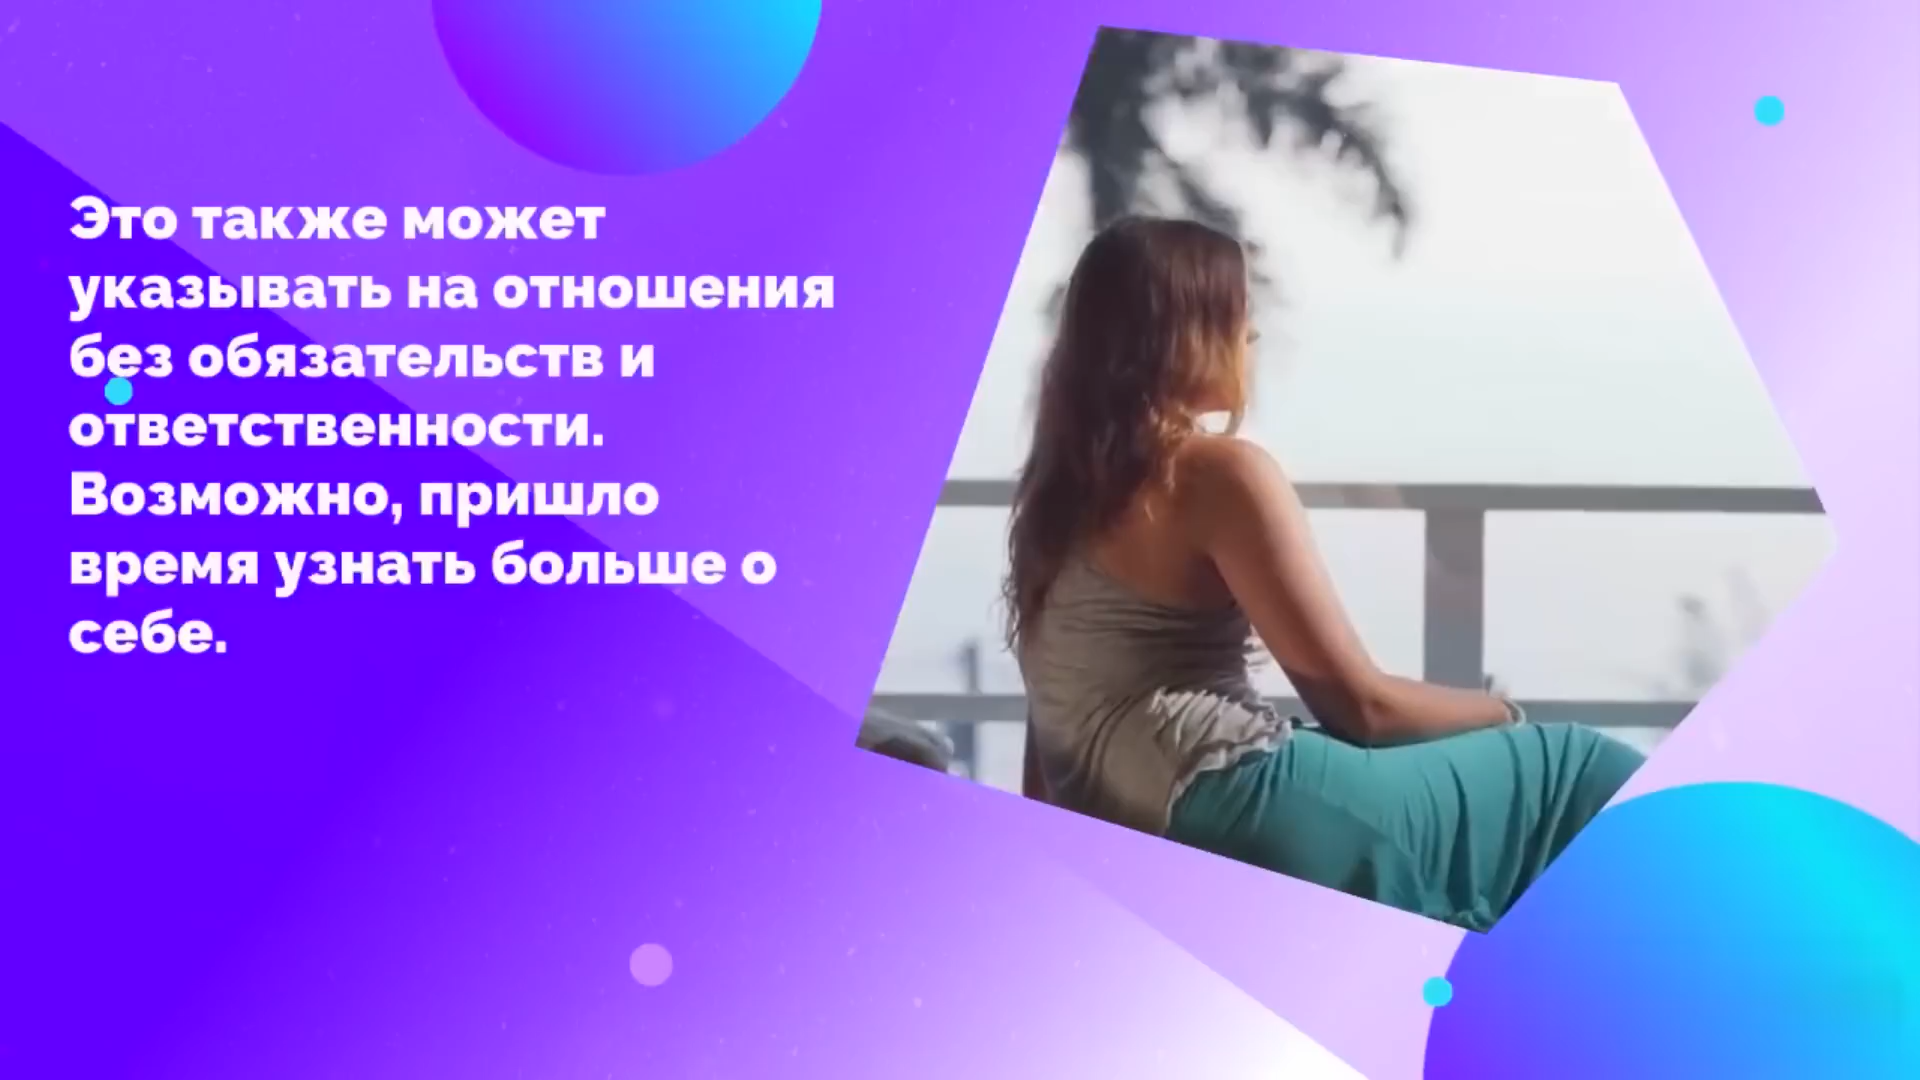 Это также может
указывать на отношения
без обязательств и
ответственности.
Возможно, пришло
время узнать больше о
себе.